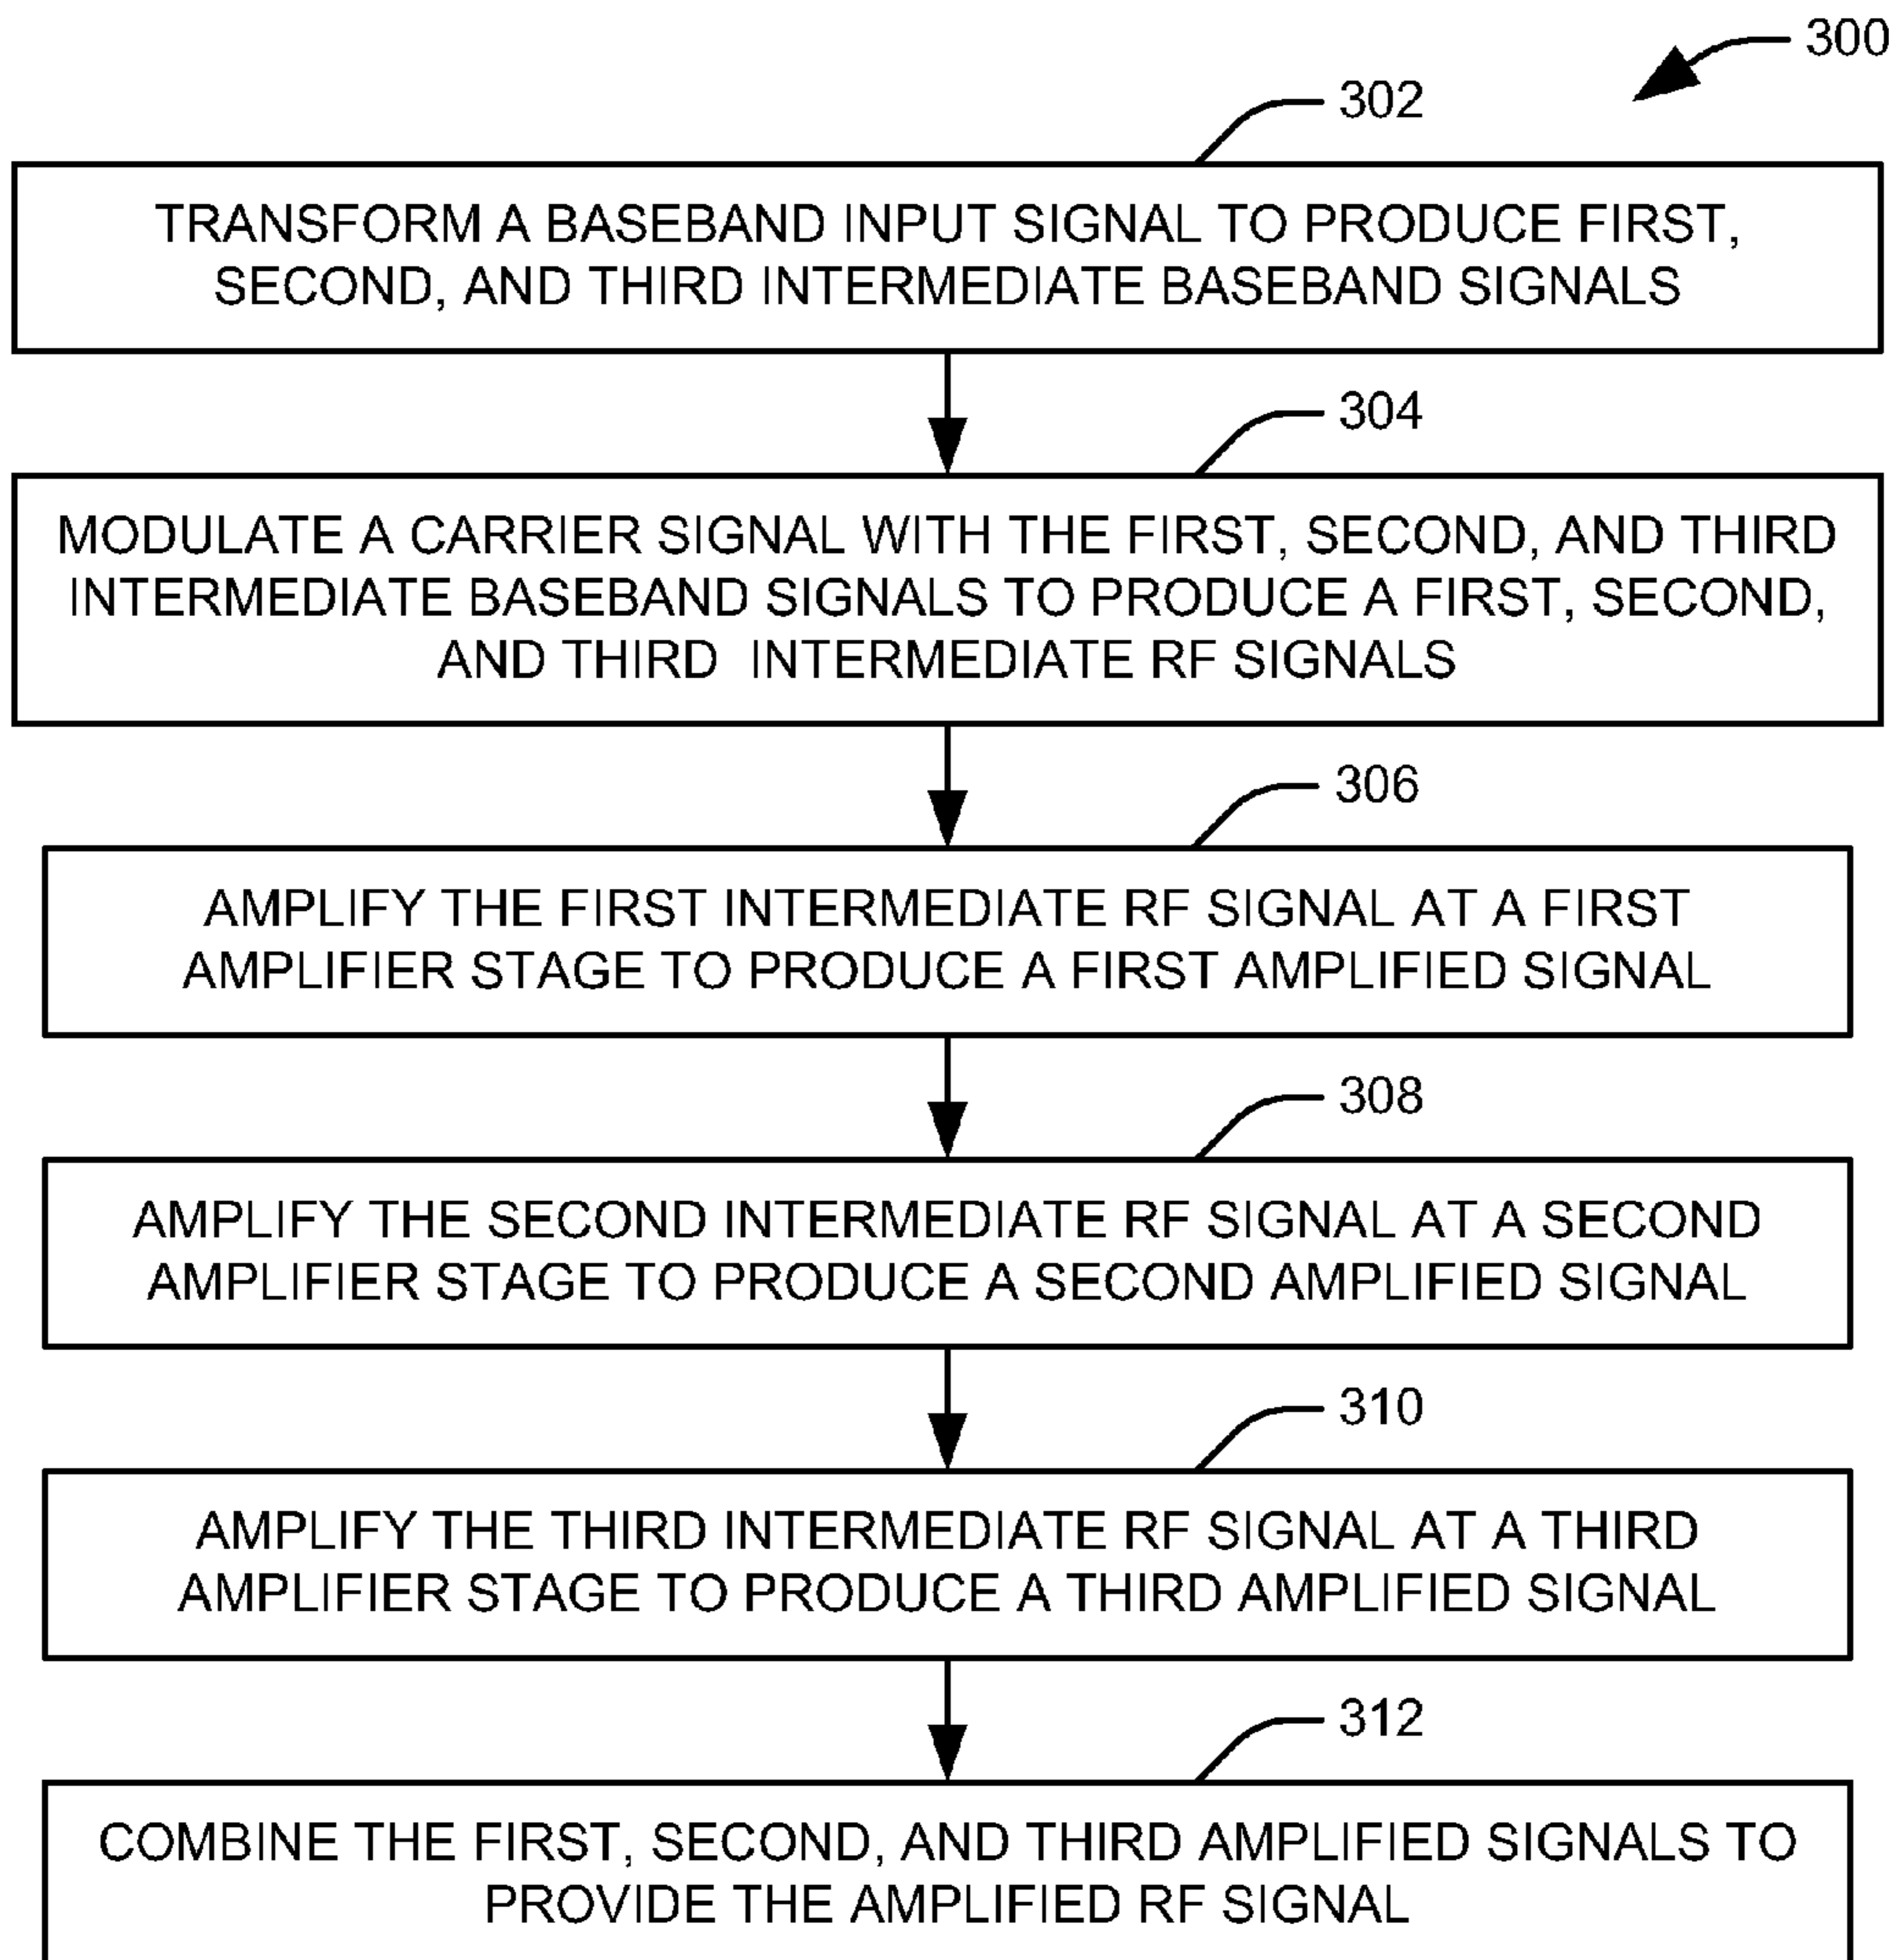 300
302
TRANSFORM A BASEBAND INPUT SIGNAL TO PRODUCE FIRST,
SECOND, AND THIRD INTERMEDIATE BASEBAND SIGNALS
304
MODULATE A CARRIER SIGNAL WITH THE FIRST, SECOND, AND THIRD
INTERMEDIATE BASEBAND SIGNALS TO PRODUCE A FIRST, SECOND,
AND THIRD INTERMEDIATE RF SIGNALS
306
AMPLIFY THE FIRST INTERMEDIATE RF SIGNAL AT A FIRST
AMPLIFIER STAGE TO PRODUCE A FIRST AMPLIFIED SIGNAL
308
AMPLIFY THE SECOND INTERMEDIATE RF SIGNAL AT A SECOND
AMPLIFIER STAGE TO PRODUCE A SECOND AMPLIFIED SIGNAL
310
AMPLIFY THE THIRD INTERMEDIATE RF SIGNAL AT A THIRD
AMPLIFIER STAGE TO PRODUCE A THIRD AMPLIFIED SIGNAL
312
COMBINE THE FIRST, SECOND, AND THIRD AMPLIFIED SIGNALS TO
PROVIDE THE AMPLIFIED RF SIGNAL